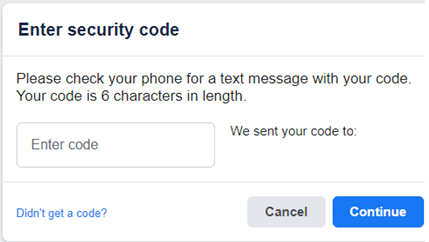 Enter security code
Please check your phone for a text message with your code.
Your code is 6 characters in length.
Enter code
We sent your code to:
Didn't get a code?
Cancel
Continue